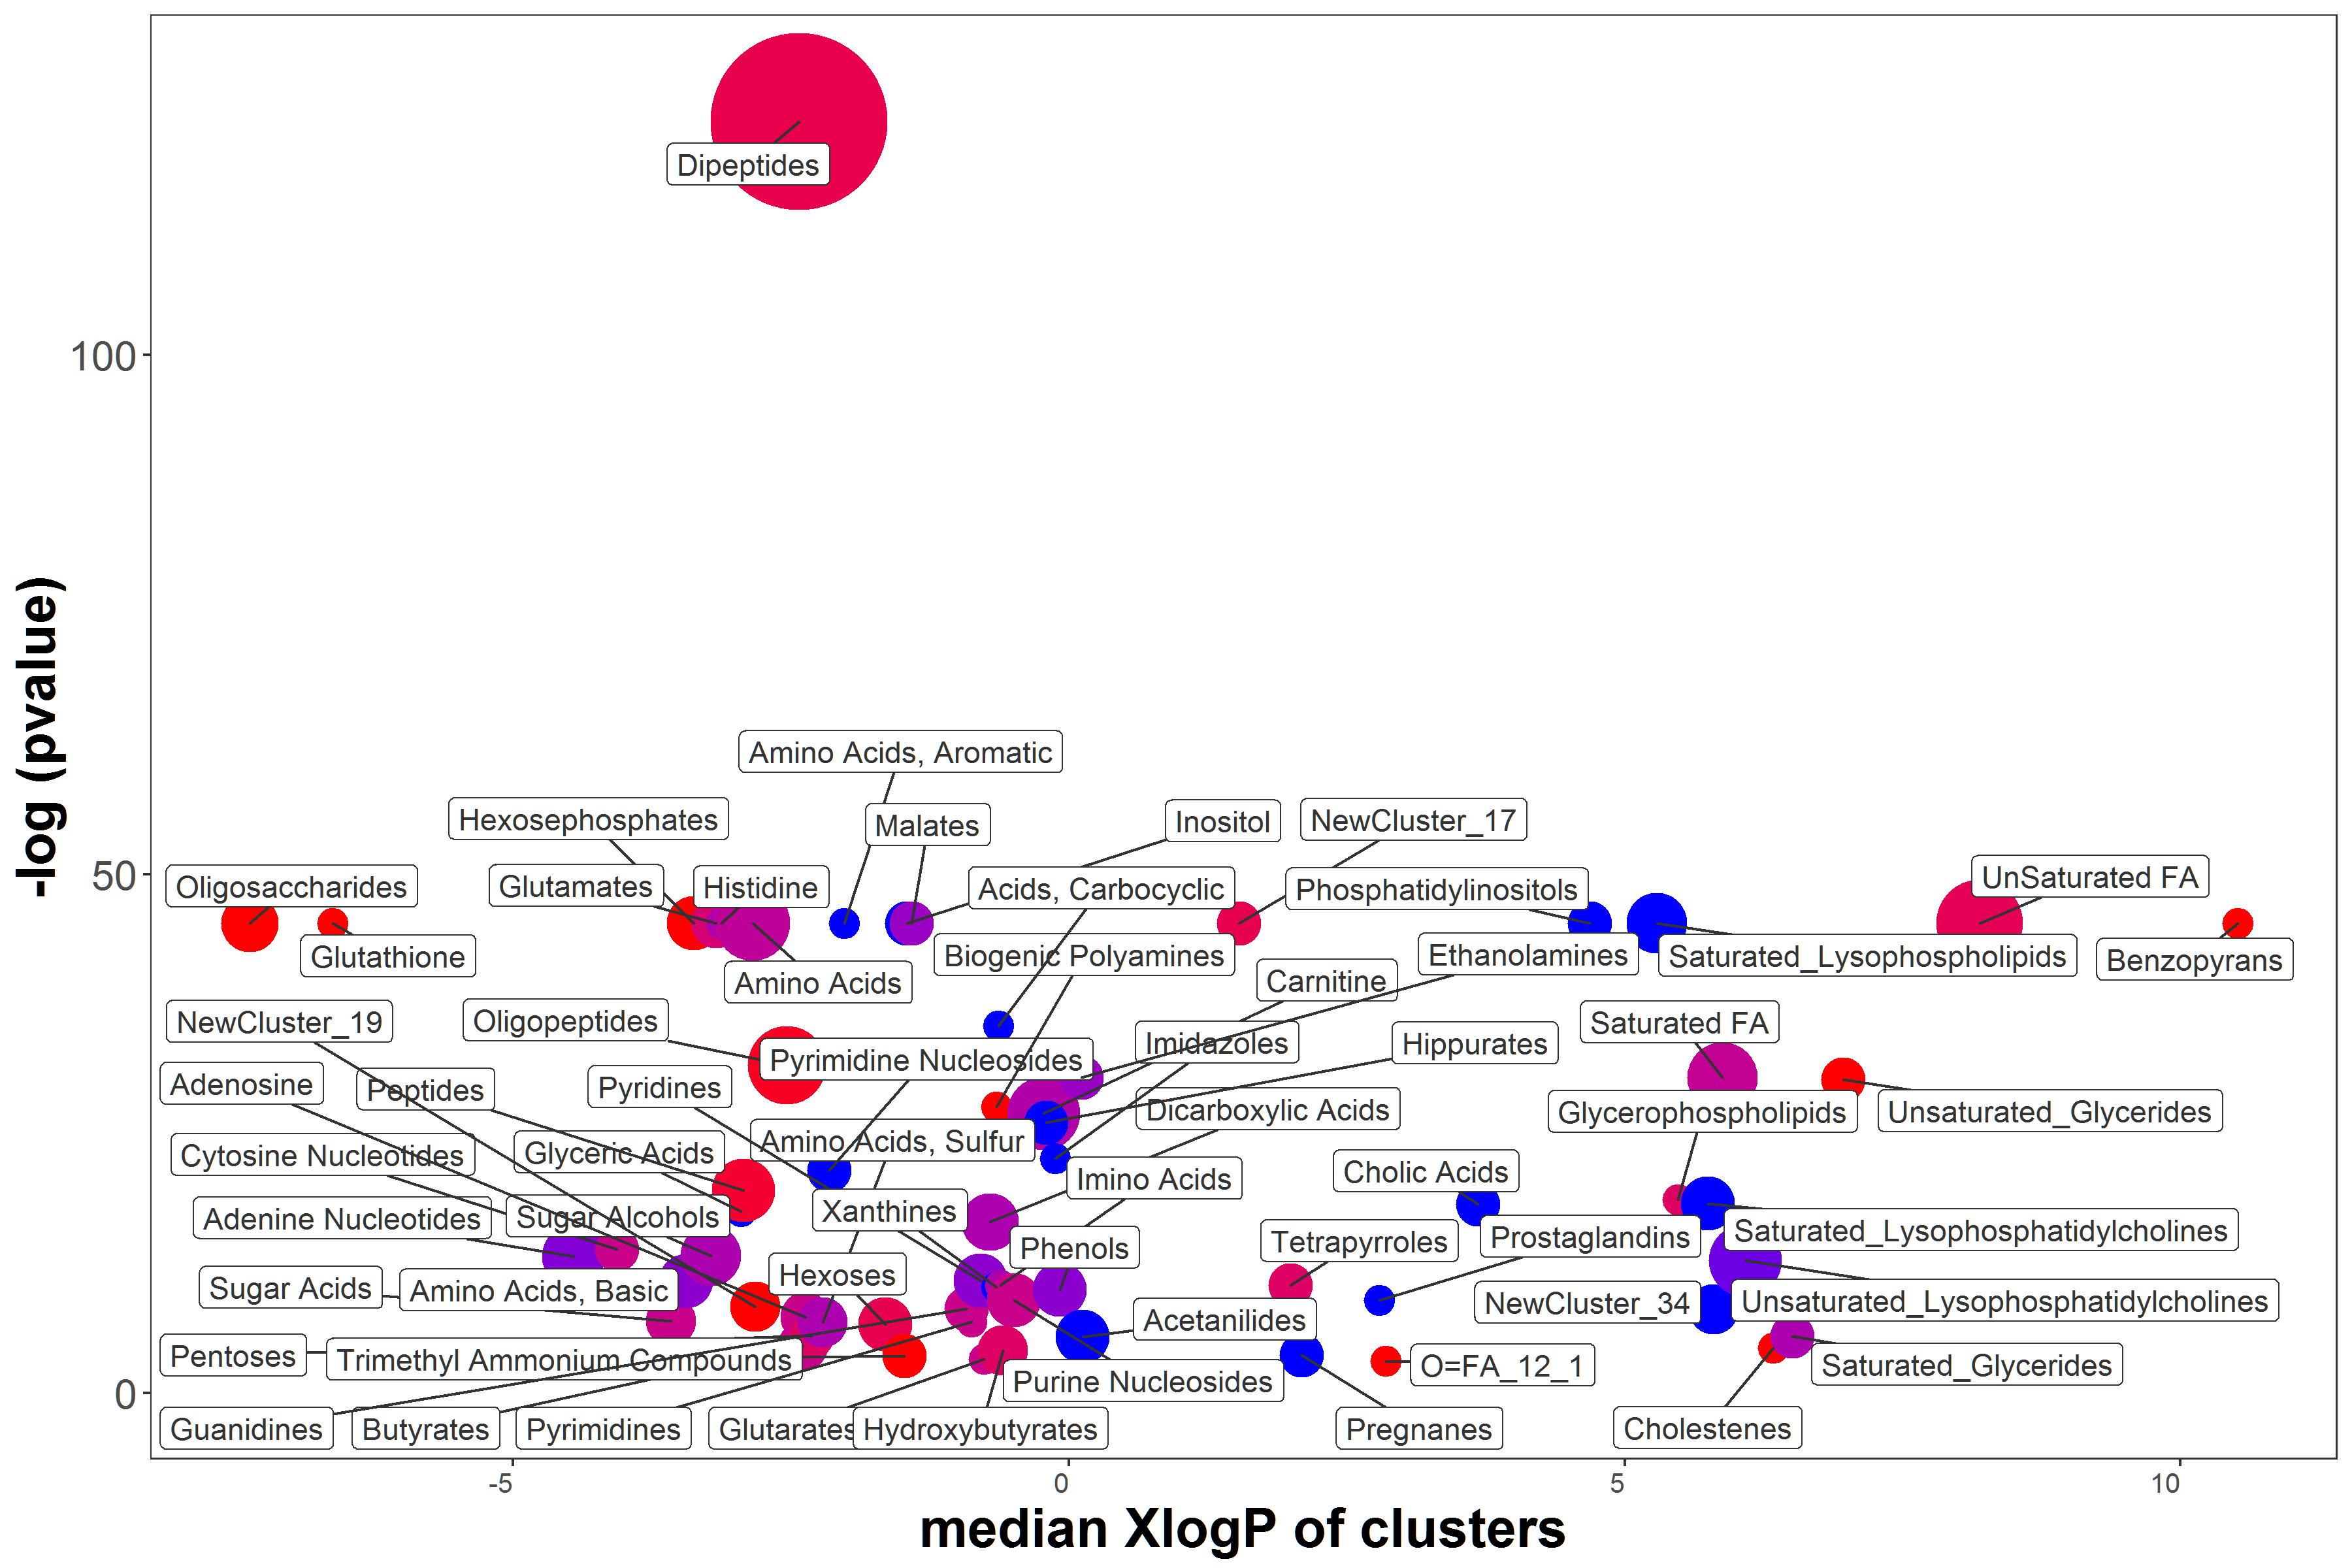 Dipeptides
100
-log (pvalue)
Amino Acids, Aromatic
Hexosephosphates
Malates
Inositol
NewCluster_17
50
Oligosaccharides
Glutamates
Histidine
Acids, Carbocyclic
Phosphatidylinositols
UnSaturated FA
Glutathione
Amino Acids
Biogenic Polyamines
Ethanolamines
Saturated_Lysophospholipids
Benzopyrans
Carnitine
NewCluster_19
Oligopeptides
Saturated FA
Pyrimidine Nucleosides
Imidazoles
Hippurates
Adenosine
Peptides
Pyridines
Dicarboxylic Acids
Glycerophospholipids
Unsaturated_Glycerides
Cytosine Nucleotides
Glyceric Acids
Amino Acids, Sulfur
Imino Acids
Cholic Acids
Adenine Nucleotides
Sugar Alcohols
Xanthines
Phenols
Tetrapyrroles
Prostaglandins
Saturated_Lysophosphatidylcholines
Sugar Acids
Amino Acids, Basic
Hexoses
Acetanilides
NewCluster_34
Unsaturated_Lysophosphatidylcholines
Pentoses
Trimethyl Ammonium Compounds
Purine Nucleosides
O=FA_12_1
Saturated_Glycerides
0
Guanidines
Butyrates
Pyrimidines
Glutarates
Hydroxybutyrates
Pregnanes
Cholestenes
-5
0
5
10
median XlogP of clusters